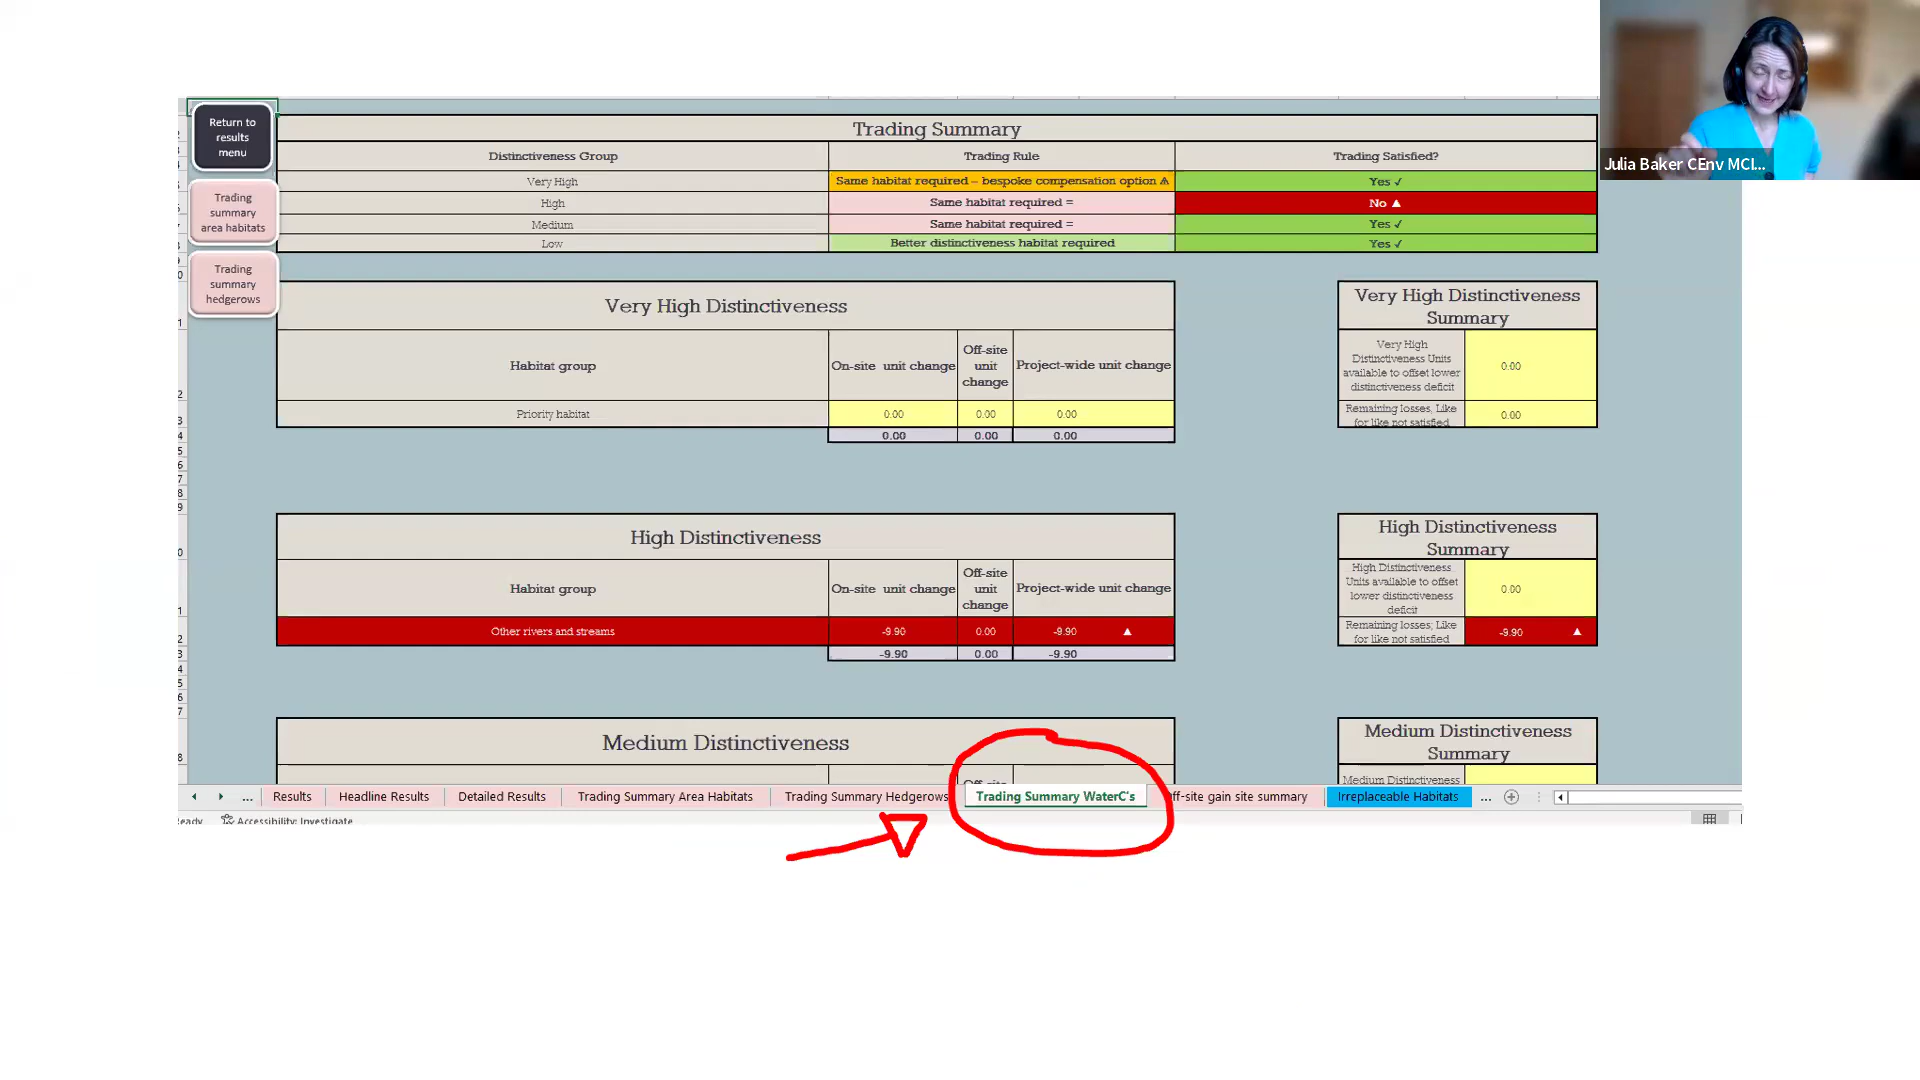 Return to
results
menu
Trading
summary
area habitats
Trading
summary
hedgerows
Trading Summary
Distinctiveness Group Trading Rule Trading Satisfied?
Very High Same habitat required – bespoke compensation option ⚠ Yes ✓
High Same habitat required = No ▲
Medium Same habitat required = Yes ✓
Low Better distinctiveness habitat required Yes ✓
Very High Distinctiveness
Habitat group On-site unit change Off-site unit change Project-wide unit change
Priority habitat 0.00 0.00 0.00
0.00 0.00 0.00
Very High Distinctiveness
Summary
Very High
Distinctiveness Units
available to offset lower
distinctiveness deficit
0.00
Remaining losses; Like
for like not satisfied
0.00
High Distinctiveness
Habitat group On-site unit change Off-site unit change Project-wide unit change
Other rivers and streams -9.90 0.00 -9.90 ▲
-9.90 0.00 -9.90
High Distinctiveness
Summary
High Distinctiveness
Units available to offset
lower distinctiveness
deficit
0.00
Remaining losses; Like
for like not satisfied
-9.90 ▲
Medium Distinctiveness
Off-site
Medium Distinctiveness
Summary
Medium Distinctiveness
... Results Headline Results Detailed Results Trading Summary Area Habitats Trading Summary Hedgerows Trading Summary WaterC's ff-site gain site summary Irreplaceable Habitats ...
eady Accessibility: Investigate
Julia Baker CEnv MCI...